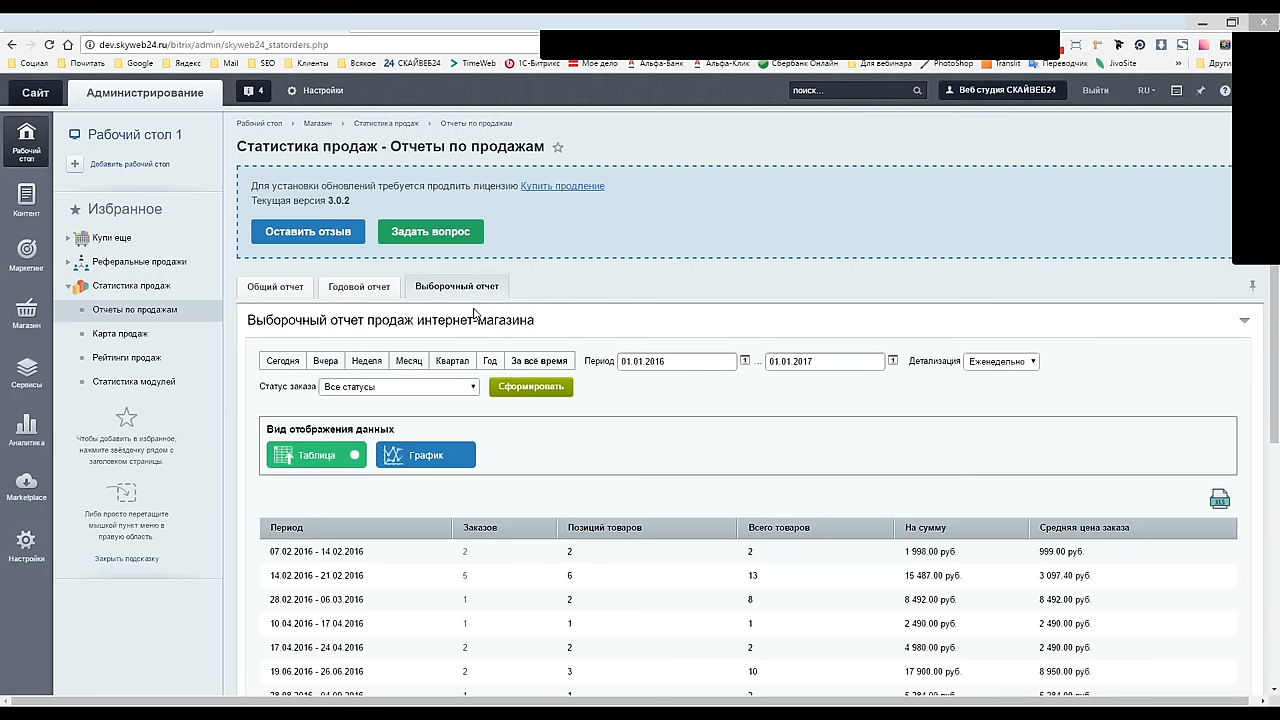 dev.skyweb24.ru/bitrix/admin/skyweb24_statorders.php
Социал Почитать Google Яндекс Mail SEO Клиенты Всякое СКАЙВЕБ24 TimeWeb 1С-Битрикс Мое дело Альфа-Банк Альфа-Клик Сбербанк Онлайн Для вебинара PhotoShop Translit Переводчик JivoSite » Други
Сайт Администрирование 4 Настройки поиск... Веб студия СКАЙВЕБ24 Выйти RU
Рабочий стол
Контент
Маркетинг
Магазин
Сервисы
Аналитика
Marketplace
Настройки
Рабочий стол 1
Добавить рабочий стол
Избранное
Купи еще
Реферальные продажи
Статистика продаж
Отчеты по продажам
Карта продаж
Рейтинги продаж
Статистика модулей
Чтобы добавить в избранное,
нажмите звёздочку рядом с
заголовком страницы.
Либо просто перетащите
мышкой пункт меню в
правую область.
Закрыть подсказку
Рабочий стол Магазин Статистика продаж Отчеты по продажам
Статистика продаж - Отчеты по продажам
Для установки обновлений требуется продлить лицензию Купить продление
Текущая версия 3.0.2
Оставить отзыв Задать вопрос
Общий отчет Годовой отчет Выборочный отчет
Выборочный отчет продаж интернет-магазина
Сегодня Вчера Неделя Месяц Квартал Год За всё время Период 01.01.2016 ... 01.01.2017 Детализация Еженедельно
Статус заказа Все статусы Сформировать
Вид отображения данных
Таблица График
XLS
Период Заказов Позиций товаров Всего товаров На сумму Средняя цена заказа
07.02.2016 - 14.02.2016 2 2 2 1 998.00 руб. 999.00 руб.
14.02.2016 - 21.02.2016 5 6 13 15 487.00 руб. 3 097.40 руб.
28.02.2016 - 06.03.2016 1 2 8 8 492.00 руб. 8 492.00 руб.
10.04.2016 - 17.04.2016 1 1 1 2 490.00 руб. 2 490.00 руб.
17.04.2016 - 24.04.2016 2 2 2 4 980.00 руб. 2 490.00 руб.
19.06.2016 - 26.06.2016 2 3 10 17 900.00 руб. 8 950.00 руб.